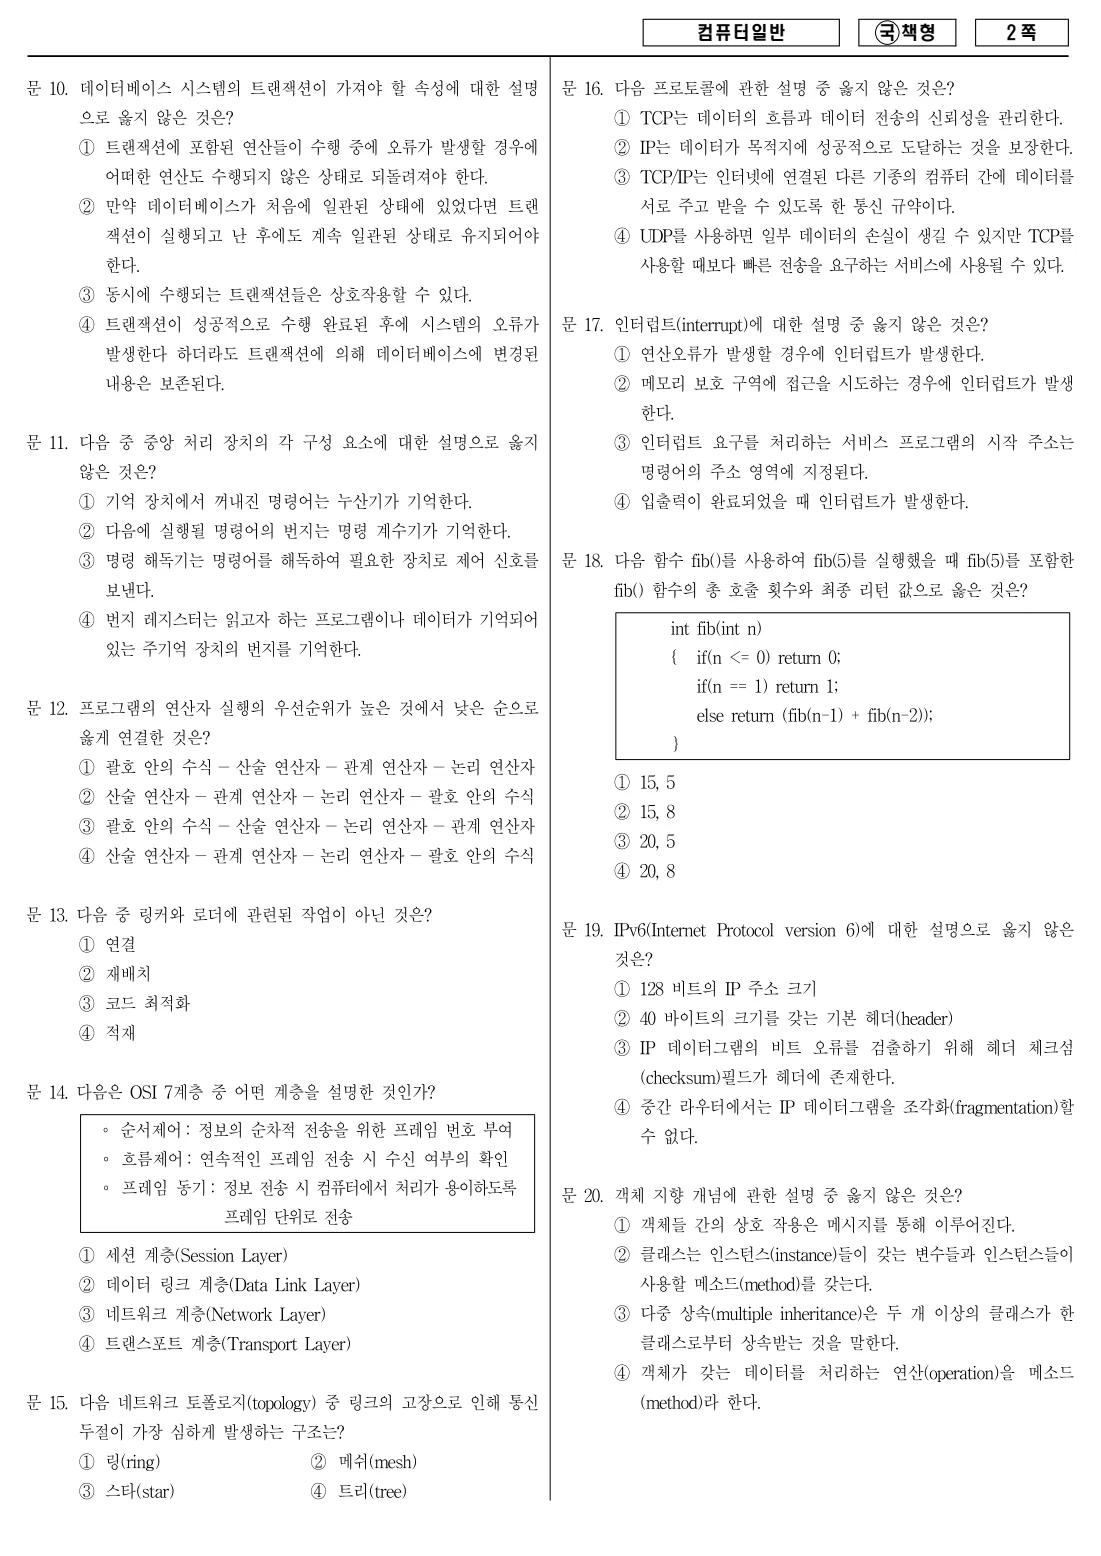 컴퓨터일반
국책형
2쪽
문 10. 데이터베이스 시스템의 트랜잭션이 가져야 할 속성에 대한 설명
으로 옳지 않은 것은?
① 트랜잭션에 포함된 연산들이 수행 중에 오류가 발생할 경우에
어떠한 연산도 수행되지 않은 상태로 되돌려져야 한다.
② 만약 데이터베이스가 처음에 일관된 상태에 있었다면 트랜
잭션이 실행되고 난 후에도 계속 일관된 상태로 유지되어야
한다.
③ 동시에 수행되는 트랜잭션들은 상호작용할 수 있다.
④ 트랜잭션이 성공적으로 수행 완료된 후에 시스템의 오류가
발생한다 하더라도 트랜잭션에 의해 데이터베이스에 변경된
내용은 보존된다.
문 11. 다음 중 중앙 처리 장치의 각 구성 요소에 대한 설명으로 옳지
않은 것은?
① 기억 장치에서 꺼내진 명령어는 누산기가 기억한다.
② 다음에 실행될 명령어의 번지는 명령 계수기가 기억한다.
③ 명령 해독기는 명령어를 해독하여 필요한 장치로 제어 신호를
보낸다.
④ 번지 레지스터는 읽고자 하는 프로그램이나 데이터가 기억되어
있는 주기억 장치의 번지를 기억한다.
문 12. 프로그램의 연산자 실행의 우선순위가 높은 것에서 낮은 순으로
옳게 연결한 것은?
① 괄호 안의 수식 – 산술 연산자 – 관계 연산자 – 논리 연산자
② 산술 연산자 – 관계 연산자 – 논리 연산자 – 괄호 안의 수식
③ 괄호 안의 수식 – 산술 연산자 – 논리 연산자 – 관계 연산자
④ 산술 연산자 – 관계 연산자 – 논리 연산자 – 괄호 안의 수식
문 13. 다음 중 링커와 로더에 관련된 작업이 아닌 것은?
① 연결
② 재배치
③ 코드 최적화
④ 적재
문 14. 다음은 OSI 7계층 중 어떤 계층을 설명한 것인가?
◦ 순서제어 : 정보의 순차적 전송을 위한 프레임 번호 부여
◦ 흐름제어 : 연속적인 프레임 전송 시 수신 여부의 확인
◦ 프레임 동기 : 정보 전송 시 컴퓨터에서 처리가 용이하도록
프레임 단위로 전송
① 세션 계층(Session Layer)
② 데이터 링크 계층(Data Link Layer)
③ 네트워크 계층(Network Layer)
④ 트랜스포트 계층(Transport Layer)
문 15. 다음 네트워크 토폴로지(topology) 중 링크의 고장으로 인해 통신
두절이 가장 심하게 발생하는 구조는?
① 링(ring) ② 메쉬(mesh)
③ 스타(star) ④ 트리(tree)
문 16. 다음 프로토콜에 관한 설명 중 옳지 않은 것은?
① TCP는 데이터의 흐름과 데이터 전송의 신뢰성을 관리한다.
② IP는 데이터가 목적지에 성공적으로 도달하는 것을 보장한다.
③ TCP/IP는 인터넷에 연결된 다른 기종의 컴퓨터 간에 데이터를
서로 주고 받을 수 있도록 한 통신 규약이다.
④ UDP를 사용하면 일부 데이터의 손실이 생길 수 있지만 TCP를
사용할 때보다 빠른 전송을 요구하는 서비스에 사용될 수 있다.
문 17. 인터럽트(interrupt)에 대한 설명 중 옳지 않은 것은?
① 연산오류가 발생할 경우에 인터럽트가 발생한다.
② 메모리 보호 구역에 접근을 시도하는 경우에 인터럽트가 발생
한다.
③ 인터럽트 요구를 처리하는 서비스 프로그램의 시작 주소는
명령어의 주소 영역에 지정된다.
④ 입출력이 완료되었을 때 인터럽트가 발생한다.
문 18. 다음 함수 fib()를 사용하여 fib(5)를 실행했을 때 fib(5)를 포함한
fib() 함수의 총 호출 횟수와 최종 리턴 값으로 옳은 것은?
int fib(int n)
{ if(n <= 0) return 0;
if(n == 1) return 1;
else return (fib(n-1) + fib(n-2));
}
① 15, 5
② 15, 8
③ 20, 5
④ 20, 8
문 19. IPv6(Internet Protocol version 6)에 대한 설명으로 옳지 않은
것은?
① 128 비트의 IP 주소 크기
② 40 바이트의 크기를 갖는 기본 헤더(header)
③ IP 데이터그램의 비트 오류를 검출하기 위해 헤더 체크섬
(checksum)필드가 헤더에 존재한다.
④ 중간 라우터에서는 IP 데이터그램을 조각화(fragmentation)할
수 없다.
문 20. 객체 지향 개념에 관한 설명 중 옳지 않은 것은?
① 객체들 간의 상호 작용은 메시지를 통해 이루어진다.
② 클래스는 인스턴스(instance)들이 갖는 변수들과 인스턴스들이
사용할 메소드(method)를 갖는다.
③ 다중 상속(multiple inheritance)은 두 개 이상의 클래스가 한
클래스로부터 상속받는 것을 말한다.
④ 객체가 갖는 데이터를 처리하는 연산(operation)을 메소드
(method)라 한다.